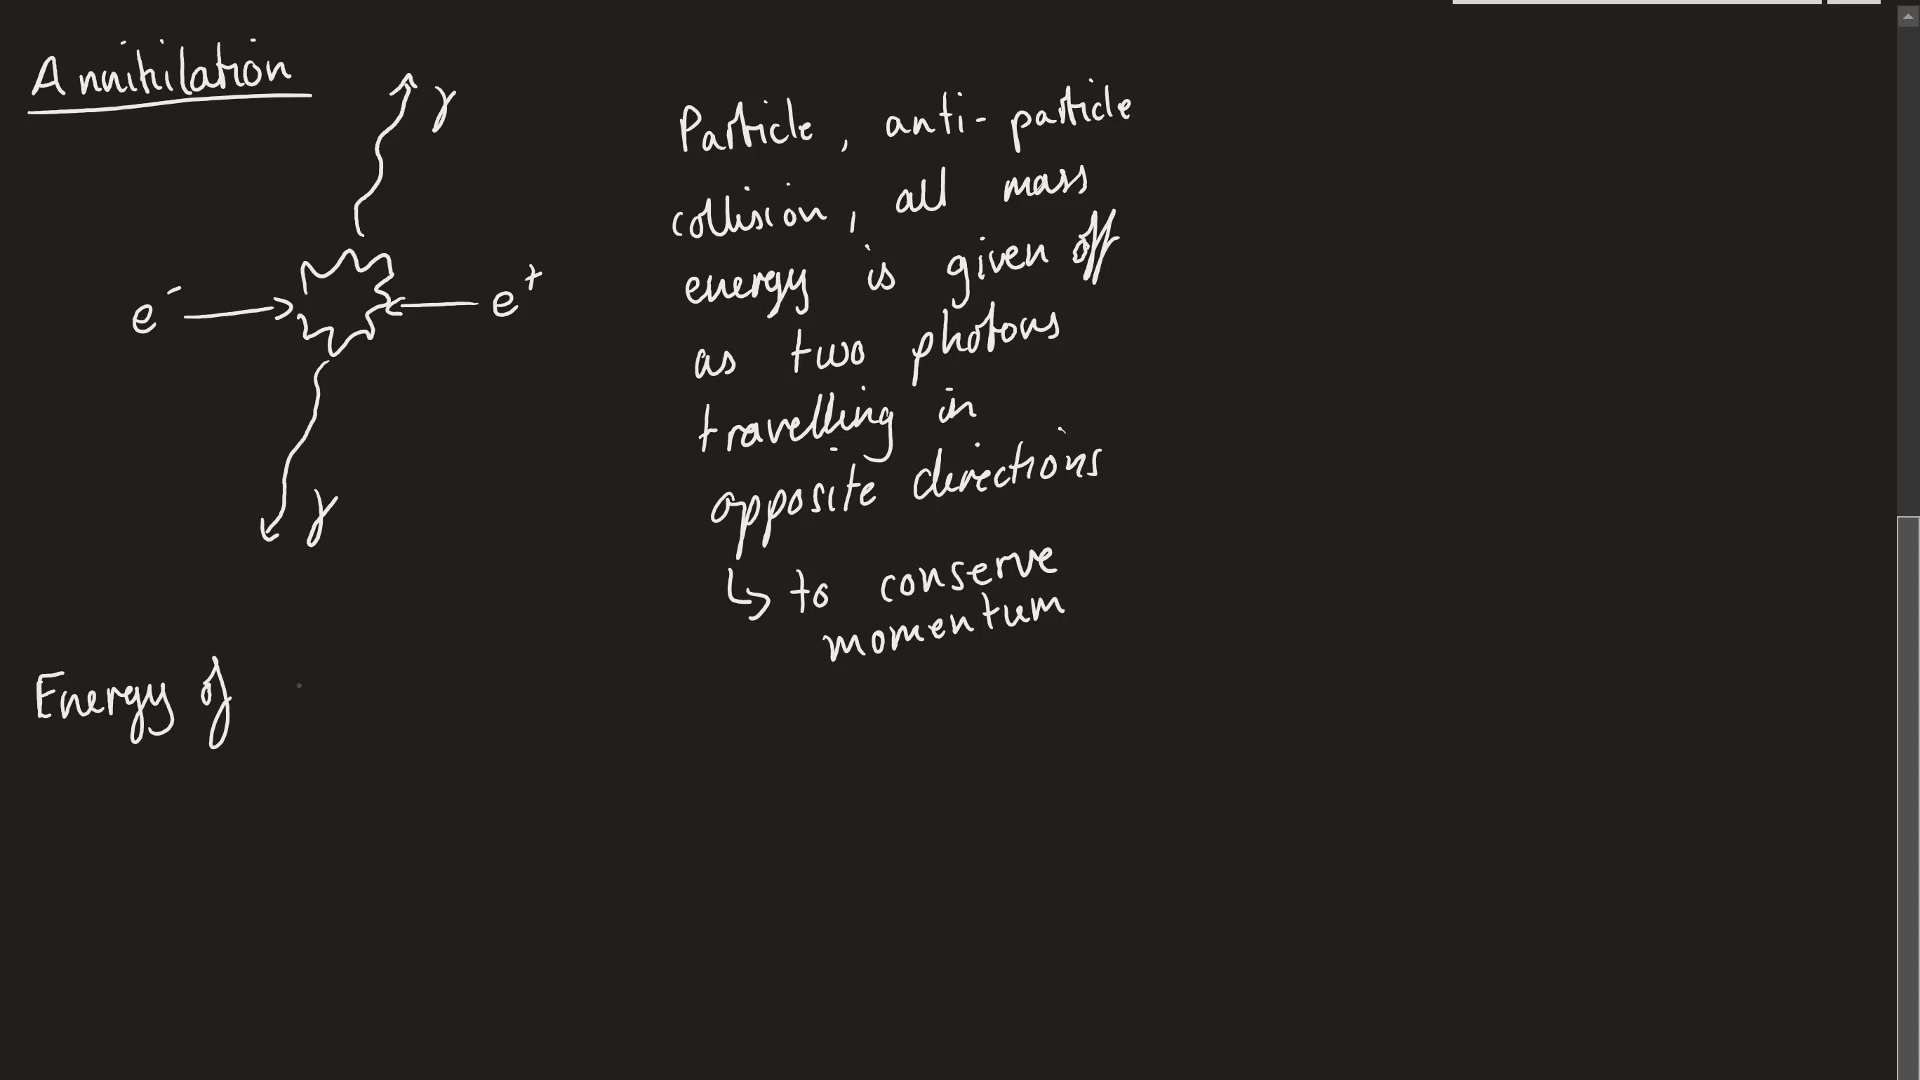 Annihilation
γ
e⁻
e⁺
γ
Particle, anti-particle
collision, all mass
energy is given off
as two photons
travelling in
opposite directions
↳ to conserve
momentum
Energy of